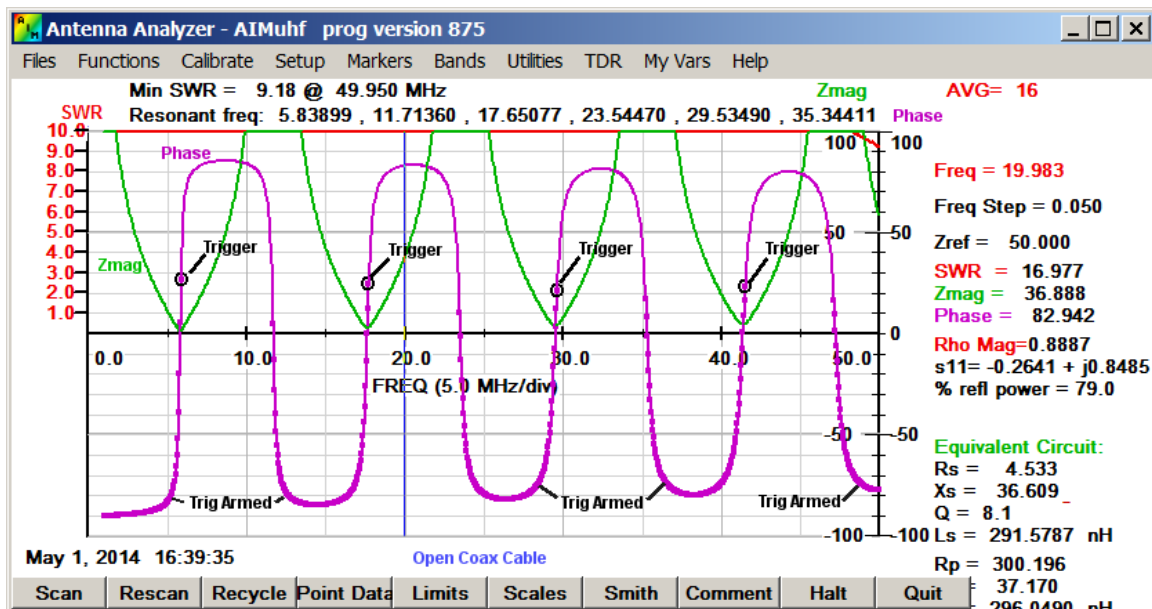 Antenna Analyzer - AIMuhf prog version 875
Files Functions Calibrate Setup Markers Bands Utilities TDR My Vars Help
Min SWR = 9.18 @ 49.950 MHz Zmag AVG= 16
SWR Resonant freq: 5.83899 , 11.71360 , 17.65077 , 23.54470 , 29.53490 , 35.34411 Phase
10.0 100 100
9.0 Phase
8.0 Freq = 19.983
7.0
6.0 Freq Step = 0.050
5.0 50 50
4.0 Trigger Trigger Trigger Trigger Zref = 50.000
3.0 Zmag SWR = 16.977
2.0 Zmag = 36.888
1.0 Phase = 82.942
0 0
Rho Mag=0.8887
0.0 10.0 20.0 30.0 40.0 50.0 s11= -0.2641 + j0.8485
FREQ (5.0 MHz/div) % refl power = 79.0
-50 -50
Equivalent Circuit:
Rs = 4.533
Trig Armed Trig Armed Trig Armed Xs = 36.609
Q = 8.1
-100 -100 Ls = 291.5787 nH
May 1, 2014 16:39:35 Open Coax Cable Rp = 300.196
= 37.170
= 296.0490 nH
Scan Rescan Recycle Point Data Limits Scales Smith Comment Halt Quit